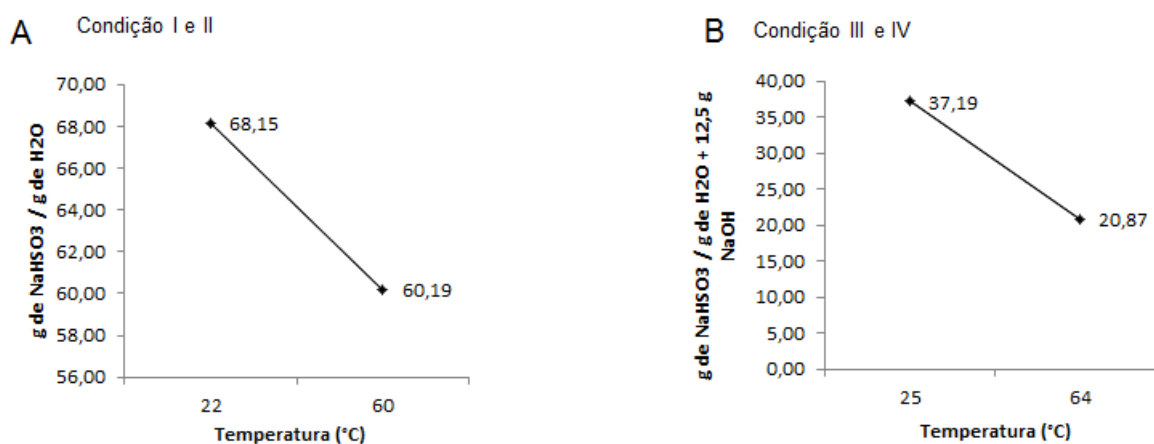 A
Condição I e II
g de NaHSO3 / g de H2O
70,00
68,00
66,00
64,00
62,00
60,00
58,00
56,00
68,15
60,19
22
60
Temperatura (°C)
B
Condição III e IV
g de NaHSO3 / g de H2O + 12,5 g
NaOH
40,00
35,00
30,00
25,00
20,00
15,00
10,00
5,00
0,00
37,19
20,87
25
64
Temperatura (°C)